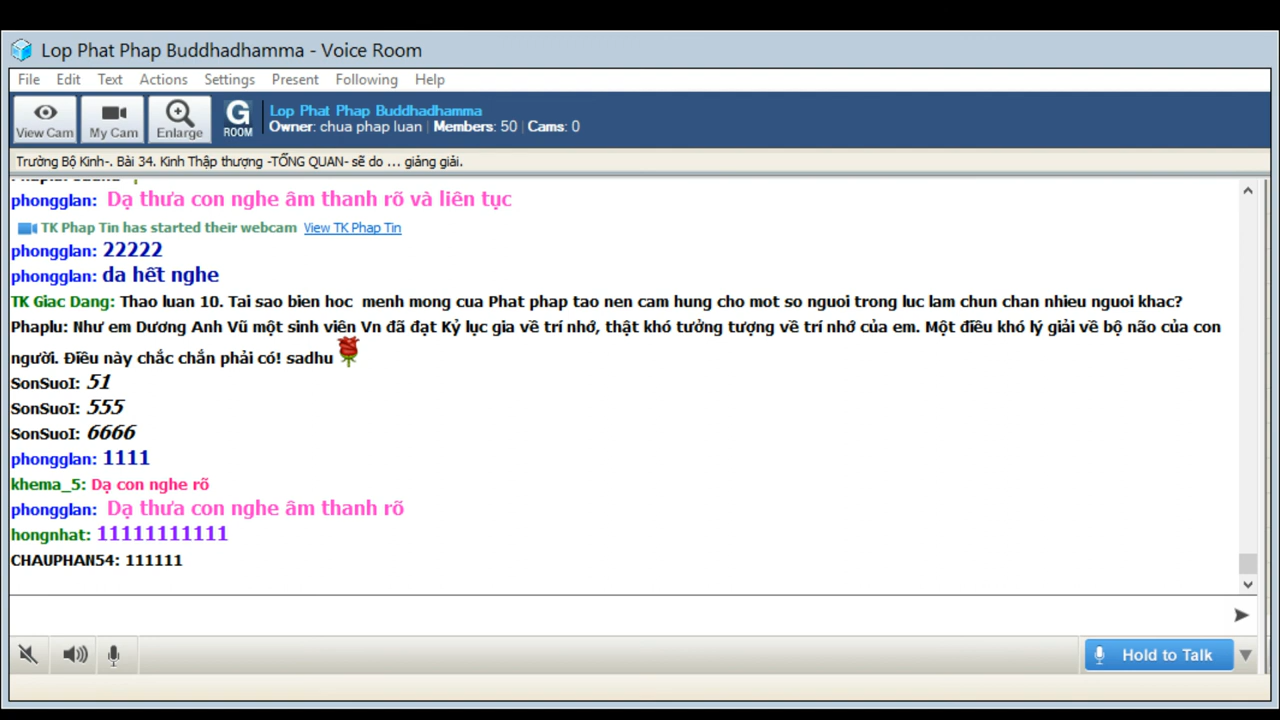 Lop Phat Phap Buddhadhamma - Voice Room
File Edit Text Actions Settings Present Following Help
View Cam My Cam Enlarge G ROOM
Lop Phat Phap Buddhadhamma
Owner: chua phap luan | Members: 50 | Cams: 0
Trường Bộ Kinh-. Bài 34. Kinh Thập thượng -TỔNG QUAN- sẽ do ... giảng giải.
phongglan: Dạ thưa con nghe âm thanh rõ và liên tục
TK Phap Tin has started their webcam View TK Phap Tin
phongglan: 22222
phongglan: da hết nghe
TK Giac Dang: Thao luan 10. Tai sao bien hoc menh mong cua Phat phap tao nen cam hung cho mot so nguoi trong luc lam chun chan nhieu nguoi khac?
Phaplu: Như em Dương Anh Vũ một sinh viên Vn đã đạt Kỷ lục gia về trí nhớ, thật khó tưởng tượng về trí nhớ của em. Một điều khó lý giải về bộ não của con
người. Điều này chắc chắn phải có! sadhu
SonSuoI: 51
SonSuoI: 555
SonSuoI: 6666
phongglan: 1111
khema_5: Dạ con nghe rõ
phongglan: Dạ thưa con nghe âm thanh rõ
hongnhat: 11111111111
CHAUPHAN54: 111111
Hold to Talk